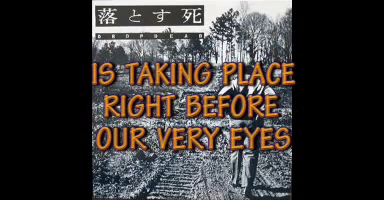 落とす死
DROPDEAD
IS TAKING PLACE
RIGHT BEFORE
OUR VERY EYES